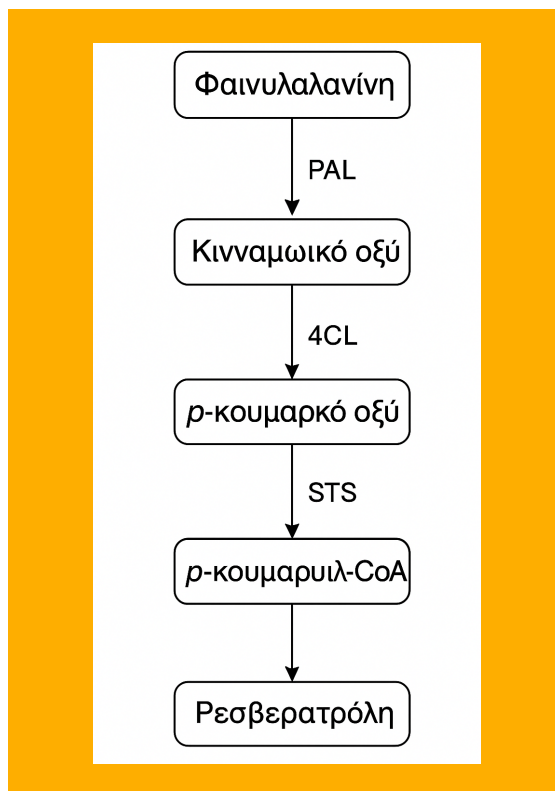 Φαινυλαλανίνη
PAL
Κινναμωικό οξύ
4CL
p-κουμαρκό οξύ
STS
p-κουμαρυιλ-CoA
Ρεσβερατρόλη